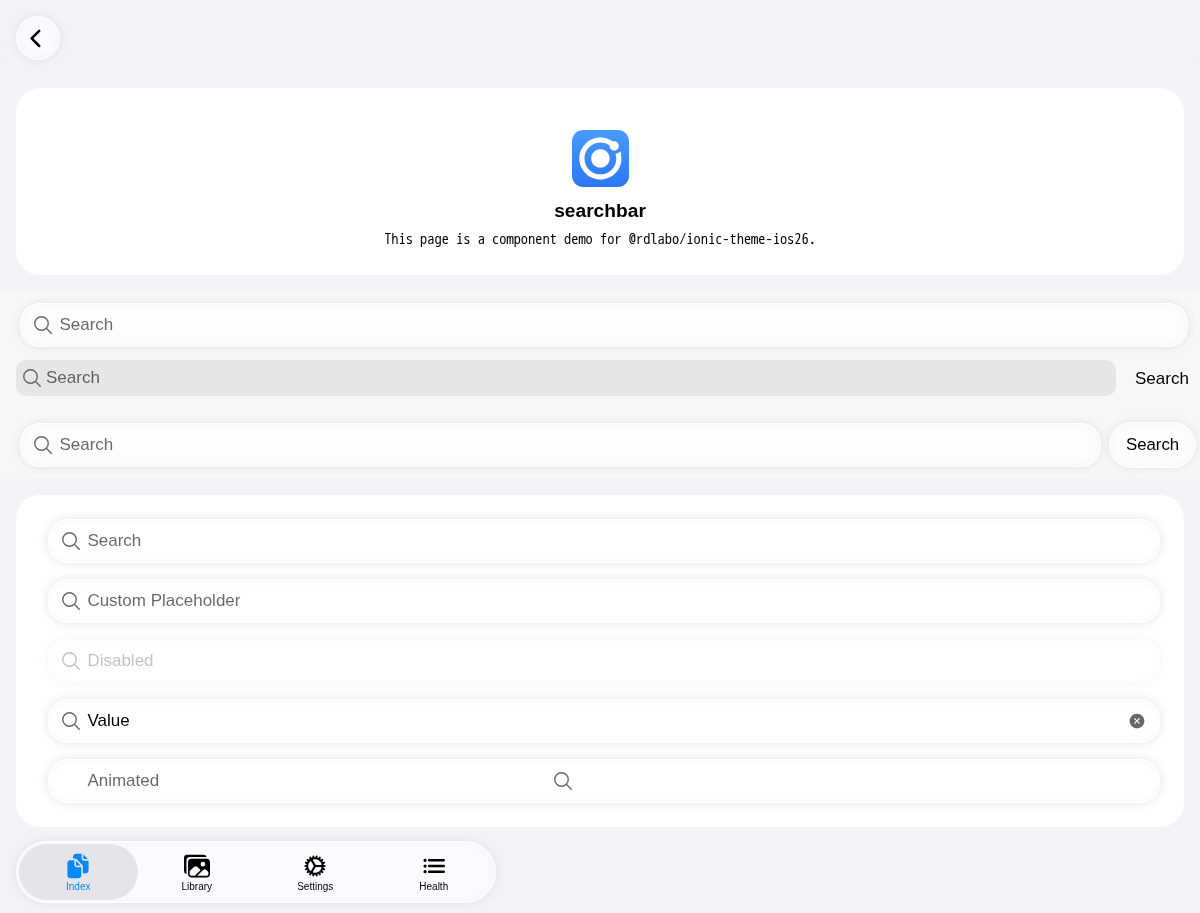 searchbar
This page is a component demo for @rdlabo/ionic-theme-ios26.
Search
Search Search
Search Search
Search
Custom Placeholder
Disabled
Value
Animated
Index Library Settings Health